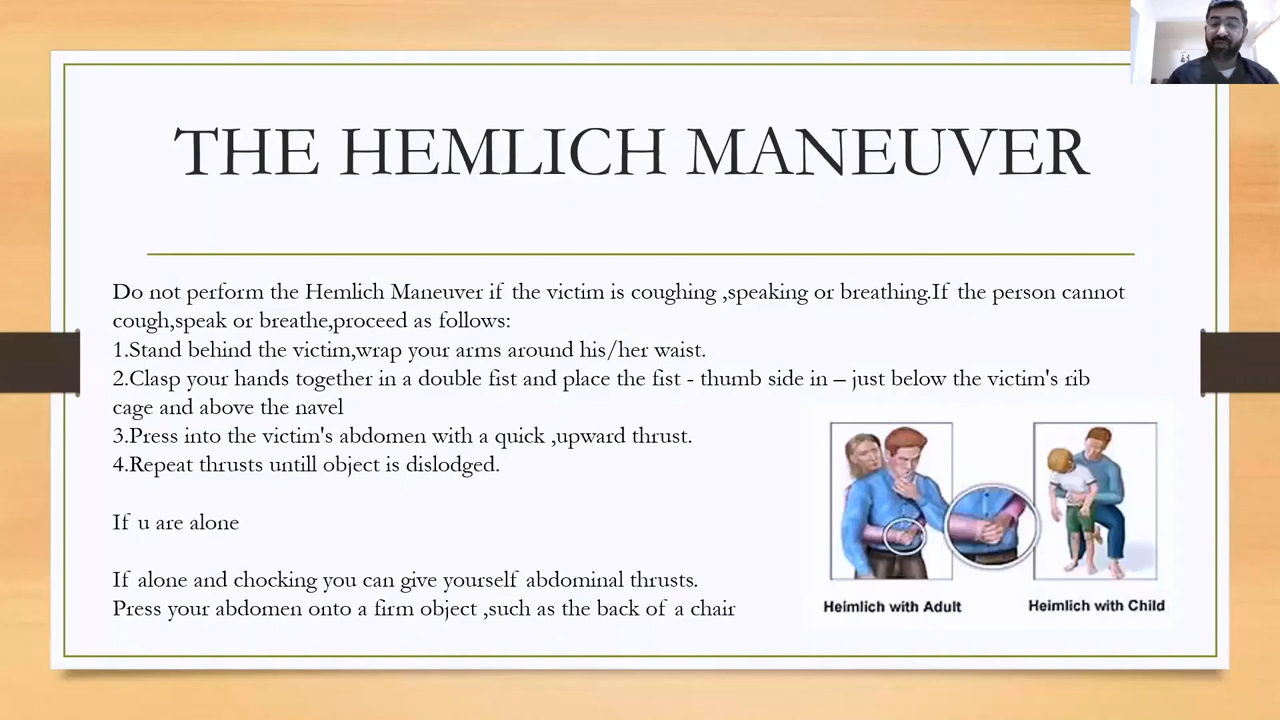 THE HEMLICH MANEUVER
Do not perform the Hemlich Maneuver if the victim is coughing ,speaking or breathing.If the person cannot
cough,speak or breathe,proceed as follows:
1.Stand behind the victim,wrap your arms around his/her waist.
2.Clasp your hands together in a double fist and place the fist - thumb side in – just below the victim's rib
cage and above the navel
3.Press into the victim's abdomen with a quick ,upward thrust.
4.Repeat thrusts untill object is dislodged.
If u are alone
If alone and chocking you can give yourself abdominal thrusts.
Press your abdomen onto a firm object ,such as the back of a chair
Heimlich with Adult
Heimlich with Child